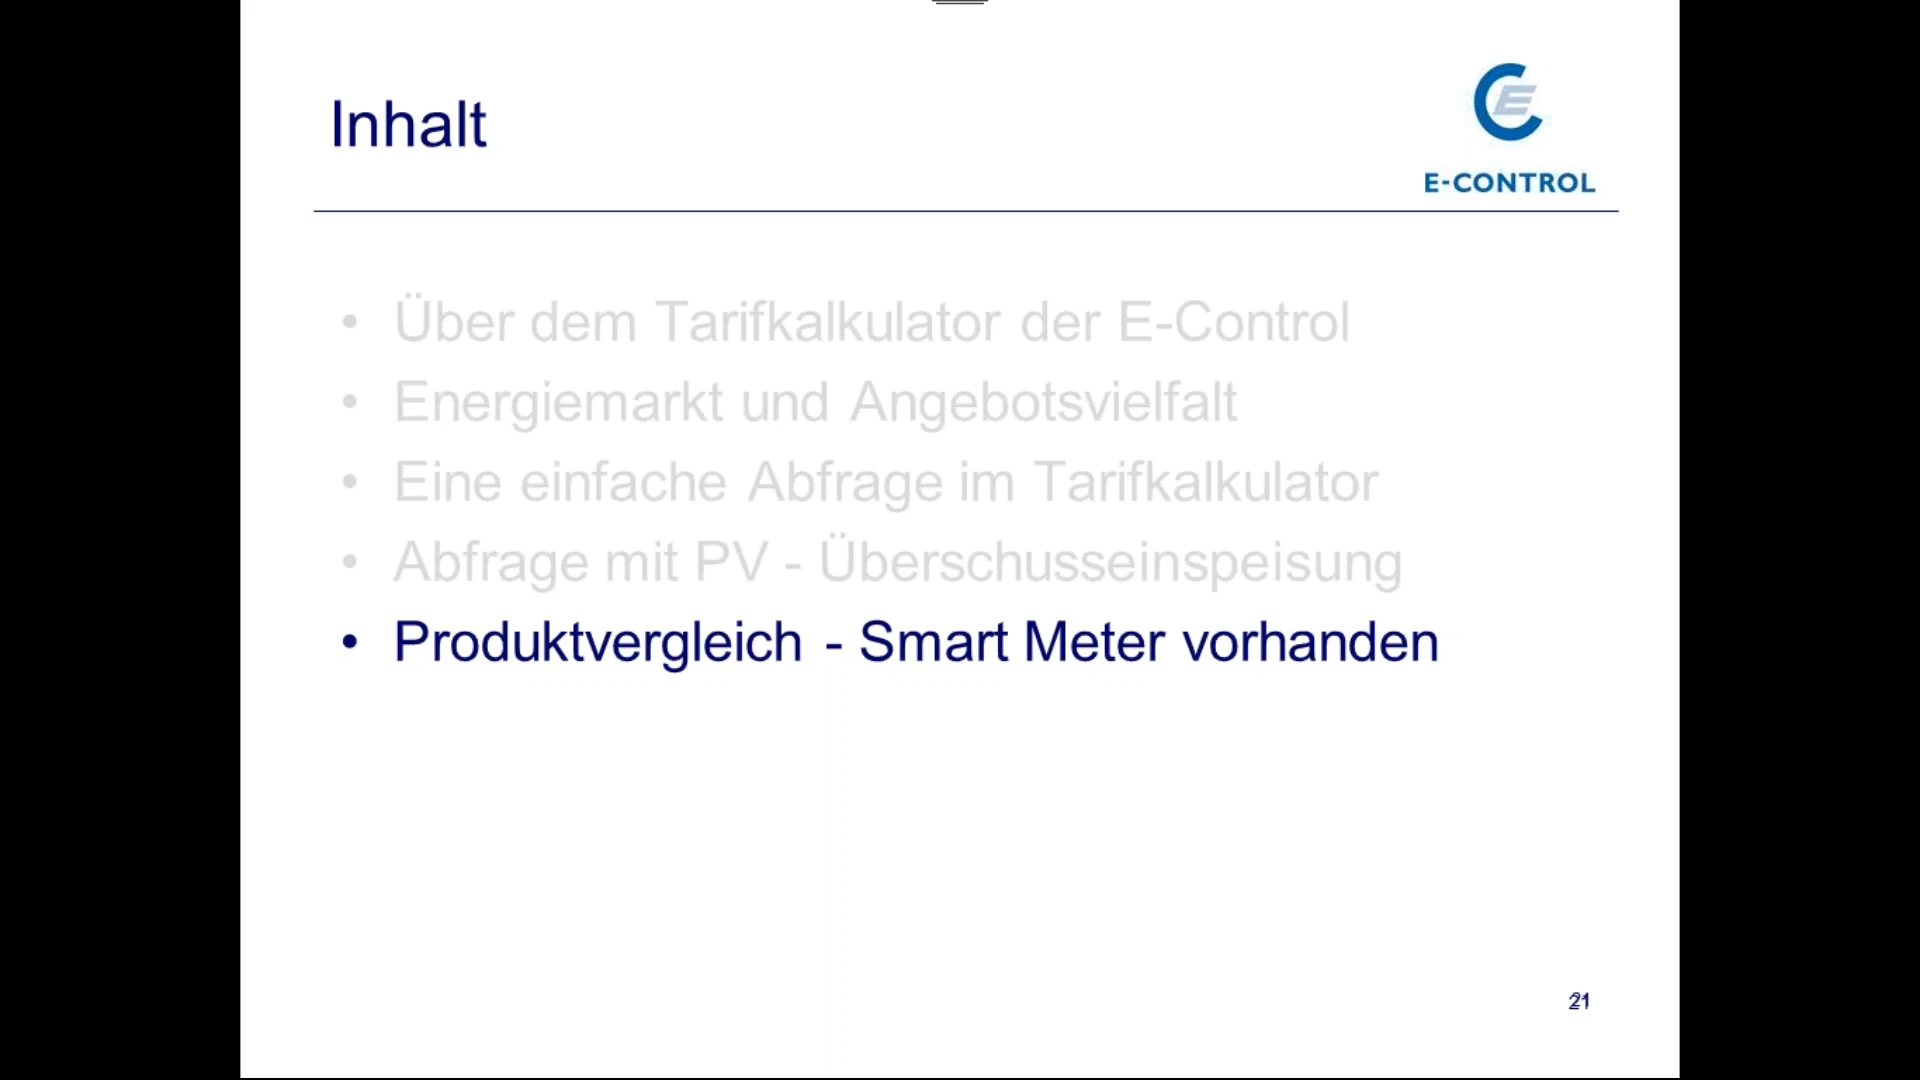 Inhalt
CE
E-CONTROL
• Über dem Tarifkalkulator der E-Control
• Energiemarkt und Angebotsvielfalt
• Eine einfache Abfrage im Tarifkalkulator
• Abfrage mit PV - Überschusseinspeisung
• Produktvergleich - Smart Meter vorhanden
21